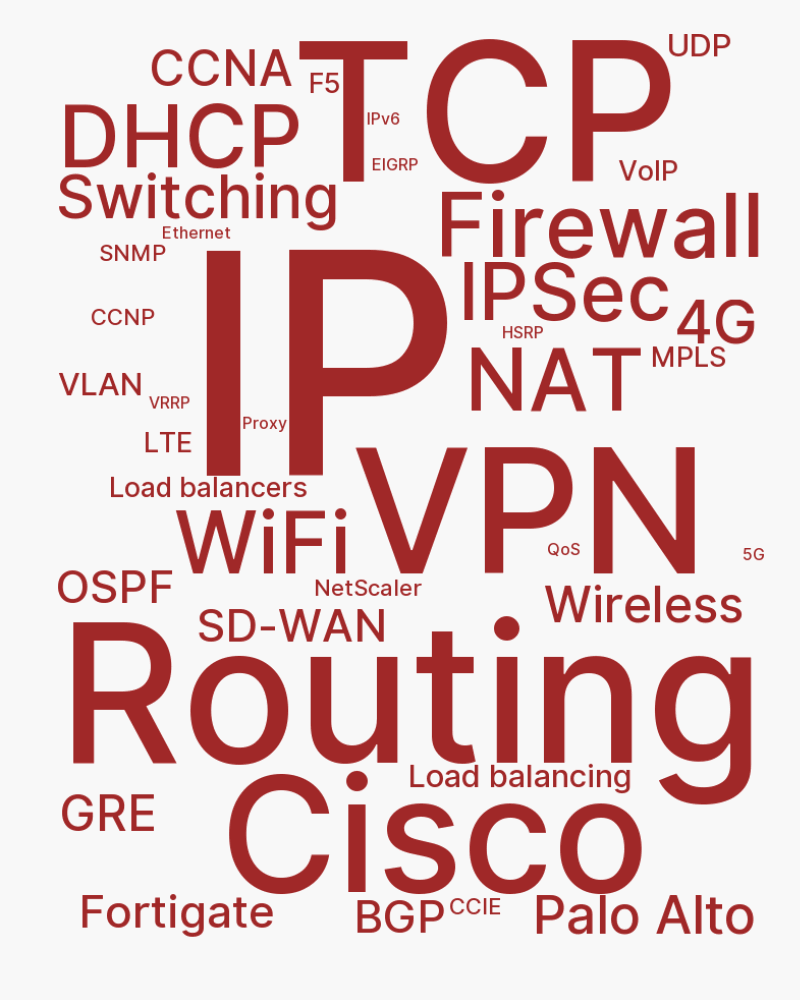 UDP
CCNA
TCP
F5
DHCP
IPv6
EIGRP
VoIP
Switching
Firewall
Ethernet
SNMP
IP
IPSec
4G
CCNP
HSRP
NAT
MPLS
VLAN
VRRP
Proxy
LTE
Load balancers
VPN
WiFi
QoS
5G
OSPF
NetScaler
Wireless
SD-WAN
Routing
Load balancing
GRE
Cisco
Fortigate
BGP
CCIE
Palo Alto